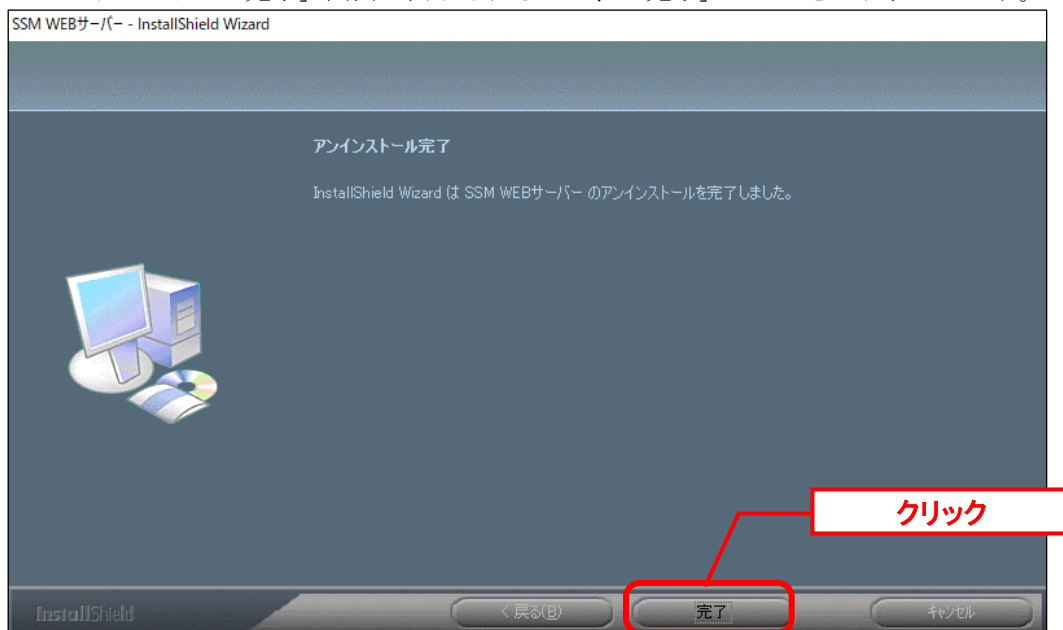 SSM WEBサーバー - InstallShield Wizard
アンインストール完了
InstallShield Wizard は SSM WEBサーバー のアンインストールを完了しました。
クリック
InstallShield
< 戻る(B)
完了
キャンセル